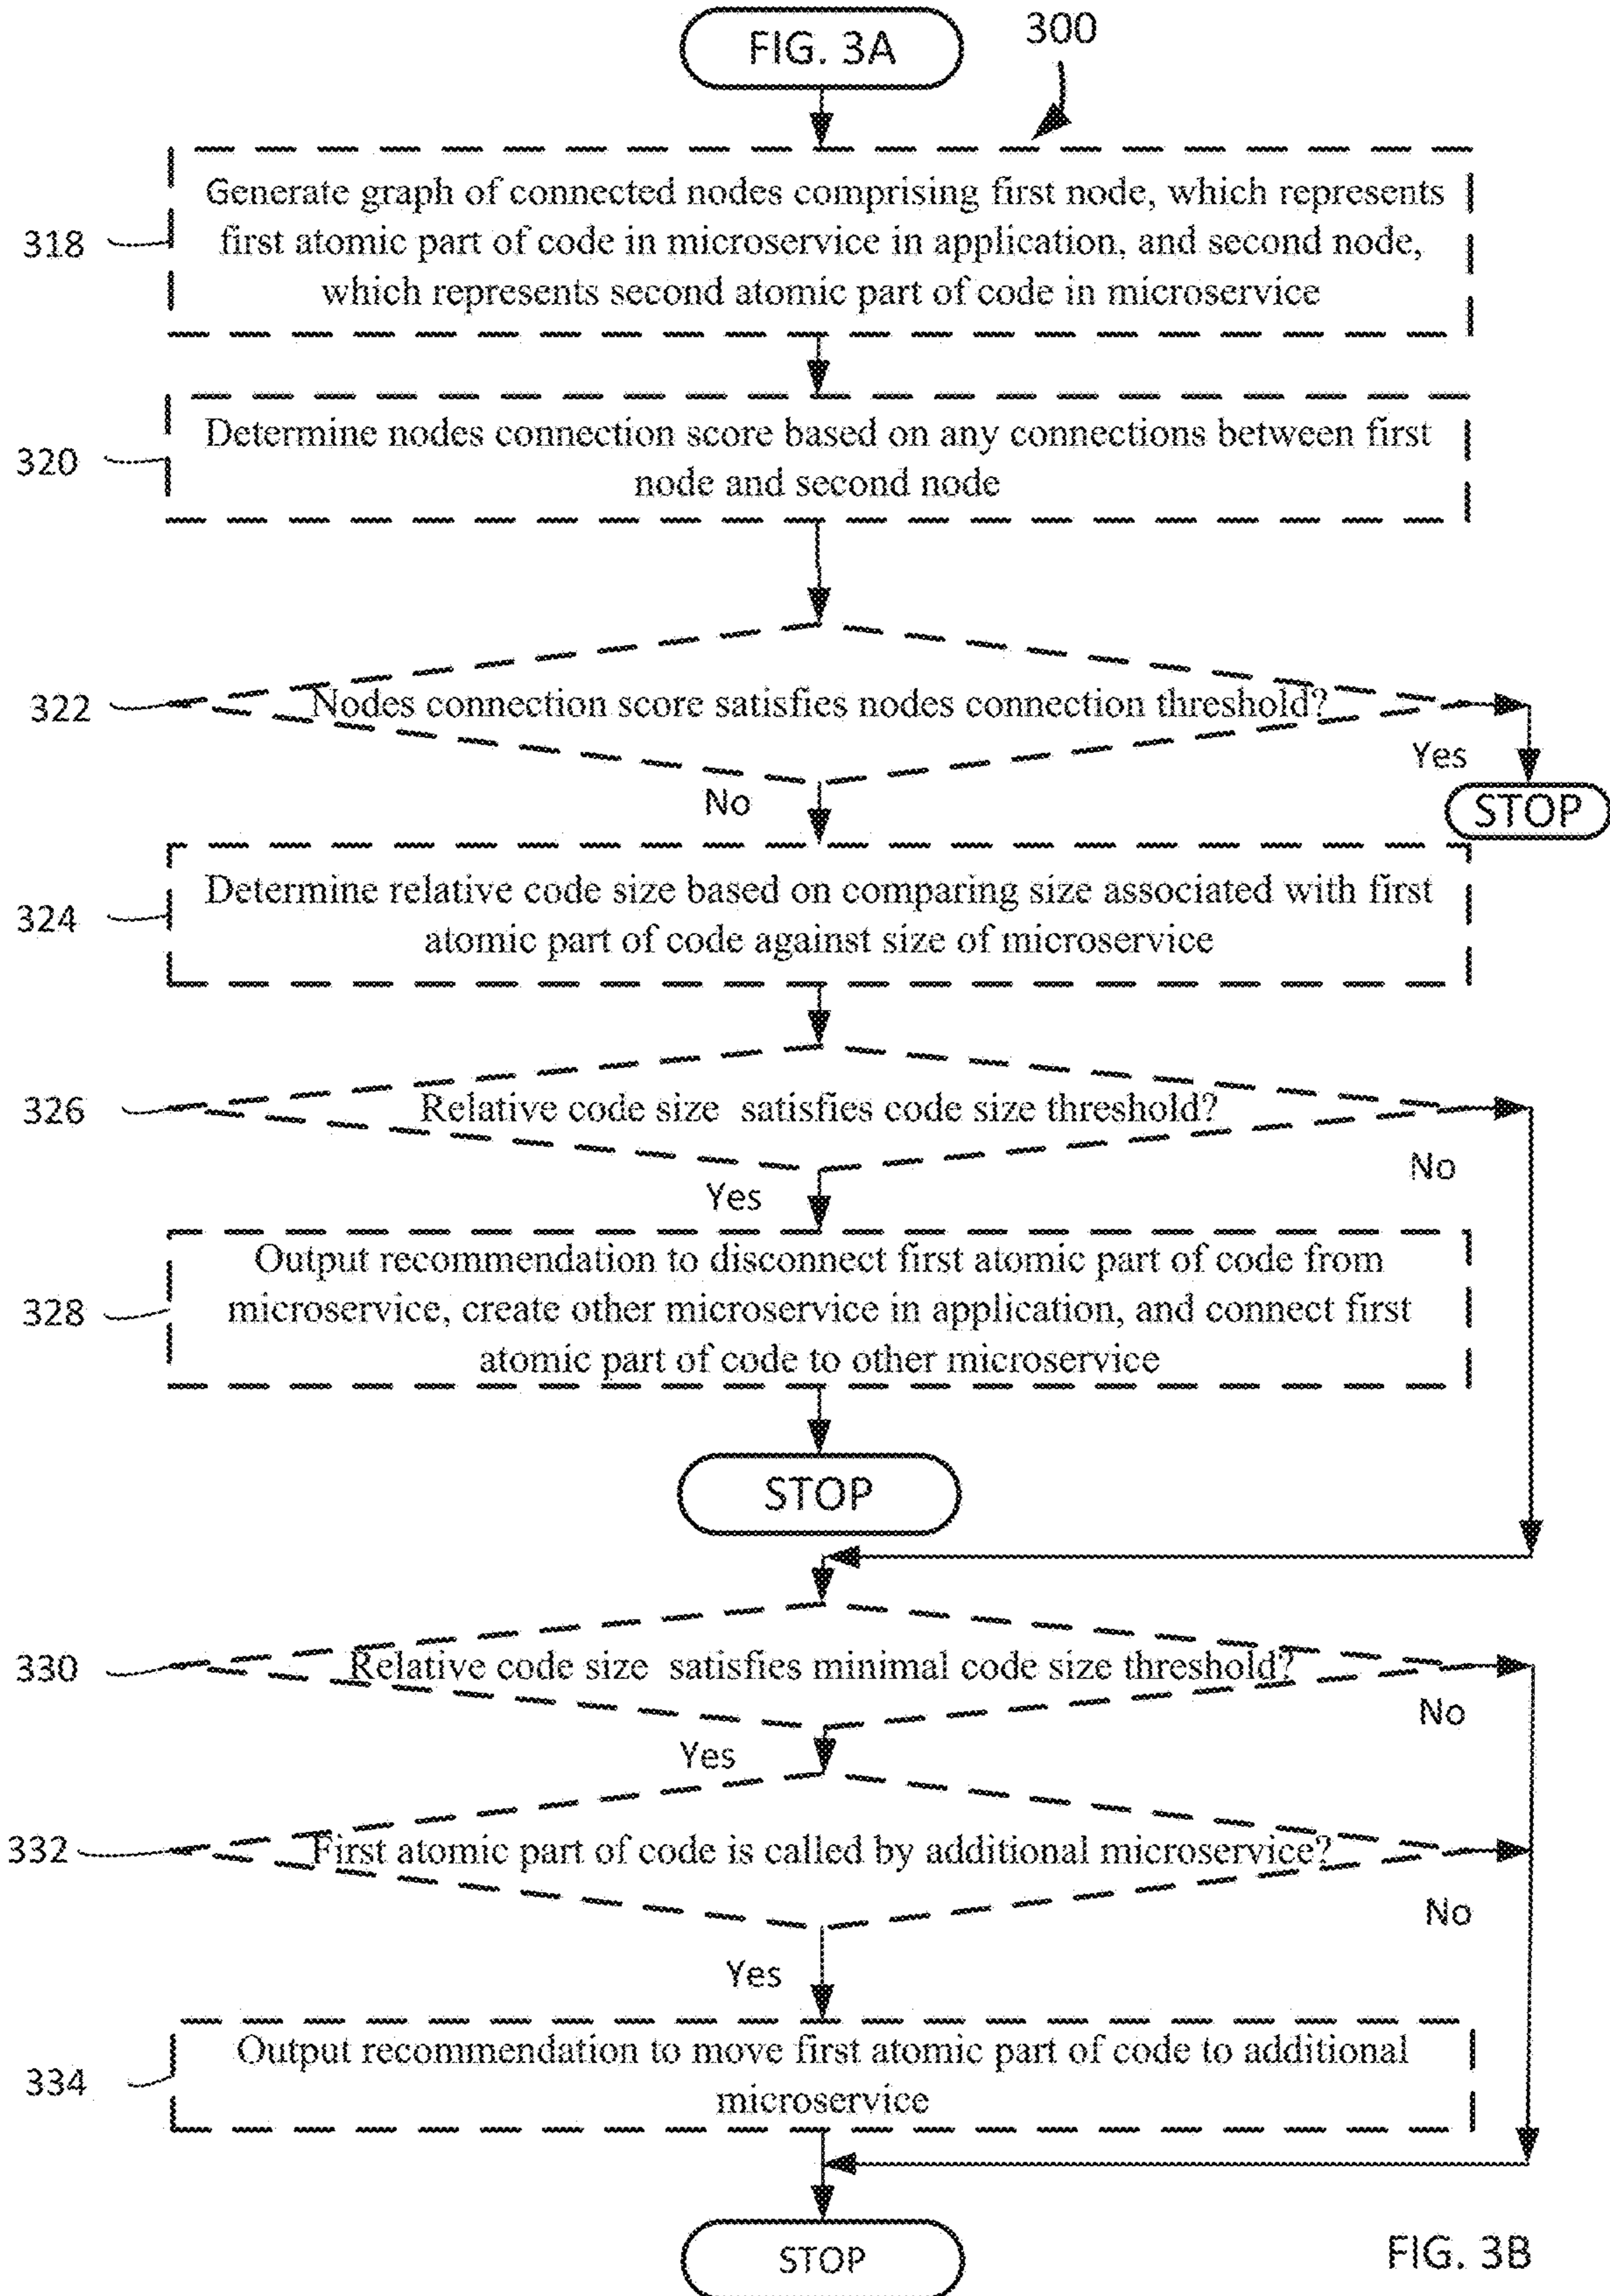 FIG. 3A
300
318
Generate graph of connected nodes comprising first node, which represents
first atomic part of code in microservice in application, and second node,
which represents second atomic part of code in microservice
320
Determine nodes connection score based on any connections between first
node and second node
322
Nodes connection score satisfies nodes connection threshold?
Yes
No
STOP
324
Determine relative code size based on comparing size associated with first
atomic part of code against size of microservice
326
Relative code size satisfies code size threshold?
No
Yes
328
Output recommendation to disconnect first atomic part of code from
microservice, create other microservice in application, and connect first
atomic part of code to other microservice
STOP
330
Relative code size satisfies minimal code size threshold?
No
Yes
332
First atomic part of code is called by additional microservice?
No
Yes
334
Output recommendation to move first atomic part of code to additional
microservice
STOP
FIG. 3B